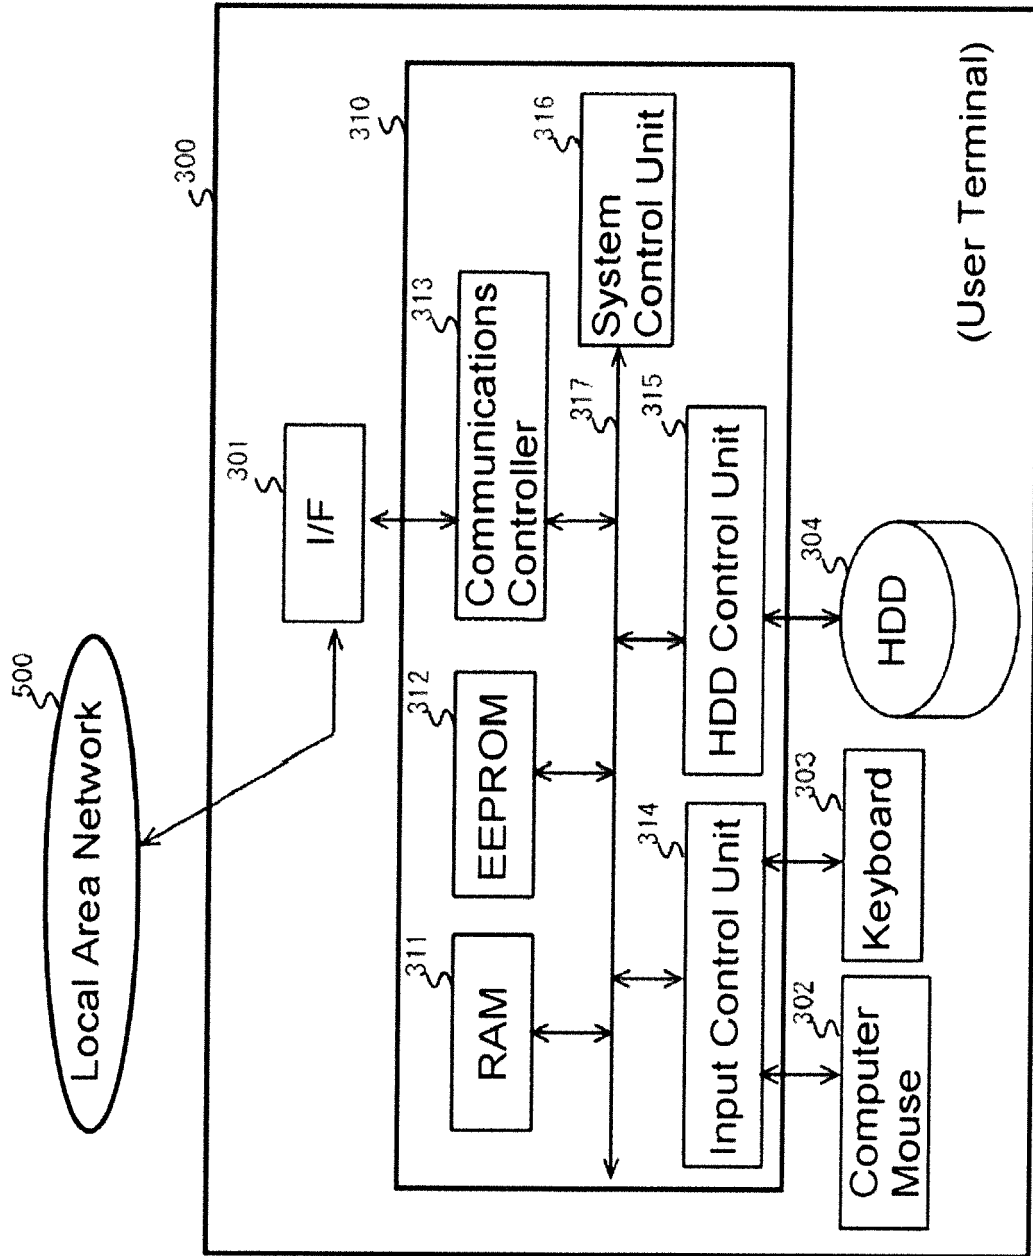 500
Local Area Network
300
301
I/F
310
311
RAM
312
EEPROM
313
Communications
Controller
316
System
Control Unit
317
314
Input Control Unit
315
HDD Control Unit
302
Computer
Mouse
303
Keyboard
304
HDD
(User Terminal)